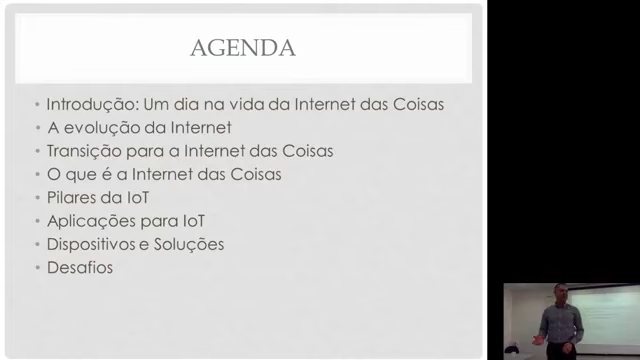 AGENDA
• Introdução: Um dia na vida da Internet das Coisas
• A evolução da Internet
• Transição para a Internet das Coisas
• O que é a Internet das Coisas
• Pilares da IoT
• Aplicações para IoT
• Dispositivos e Soluções
• Desafios